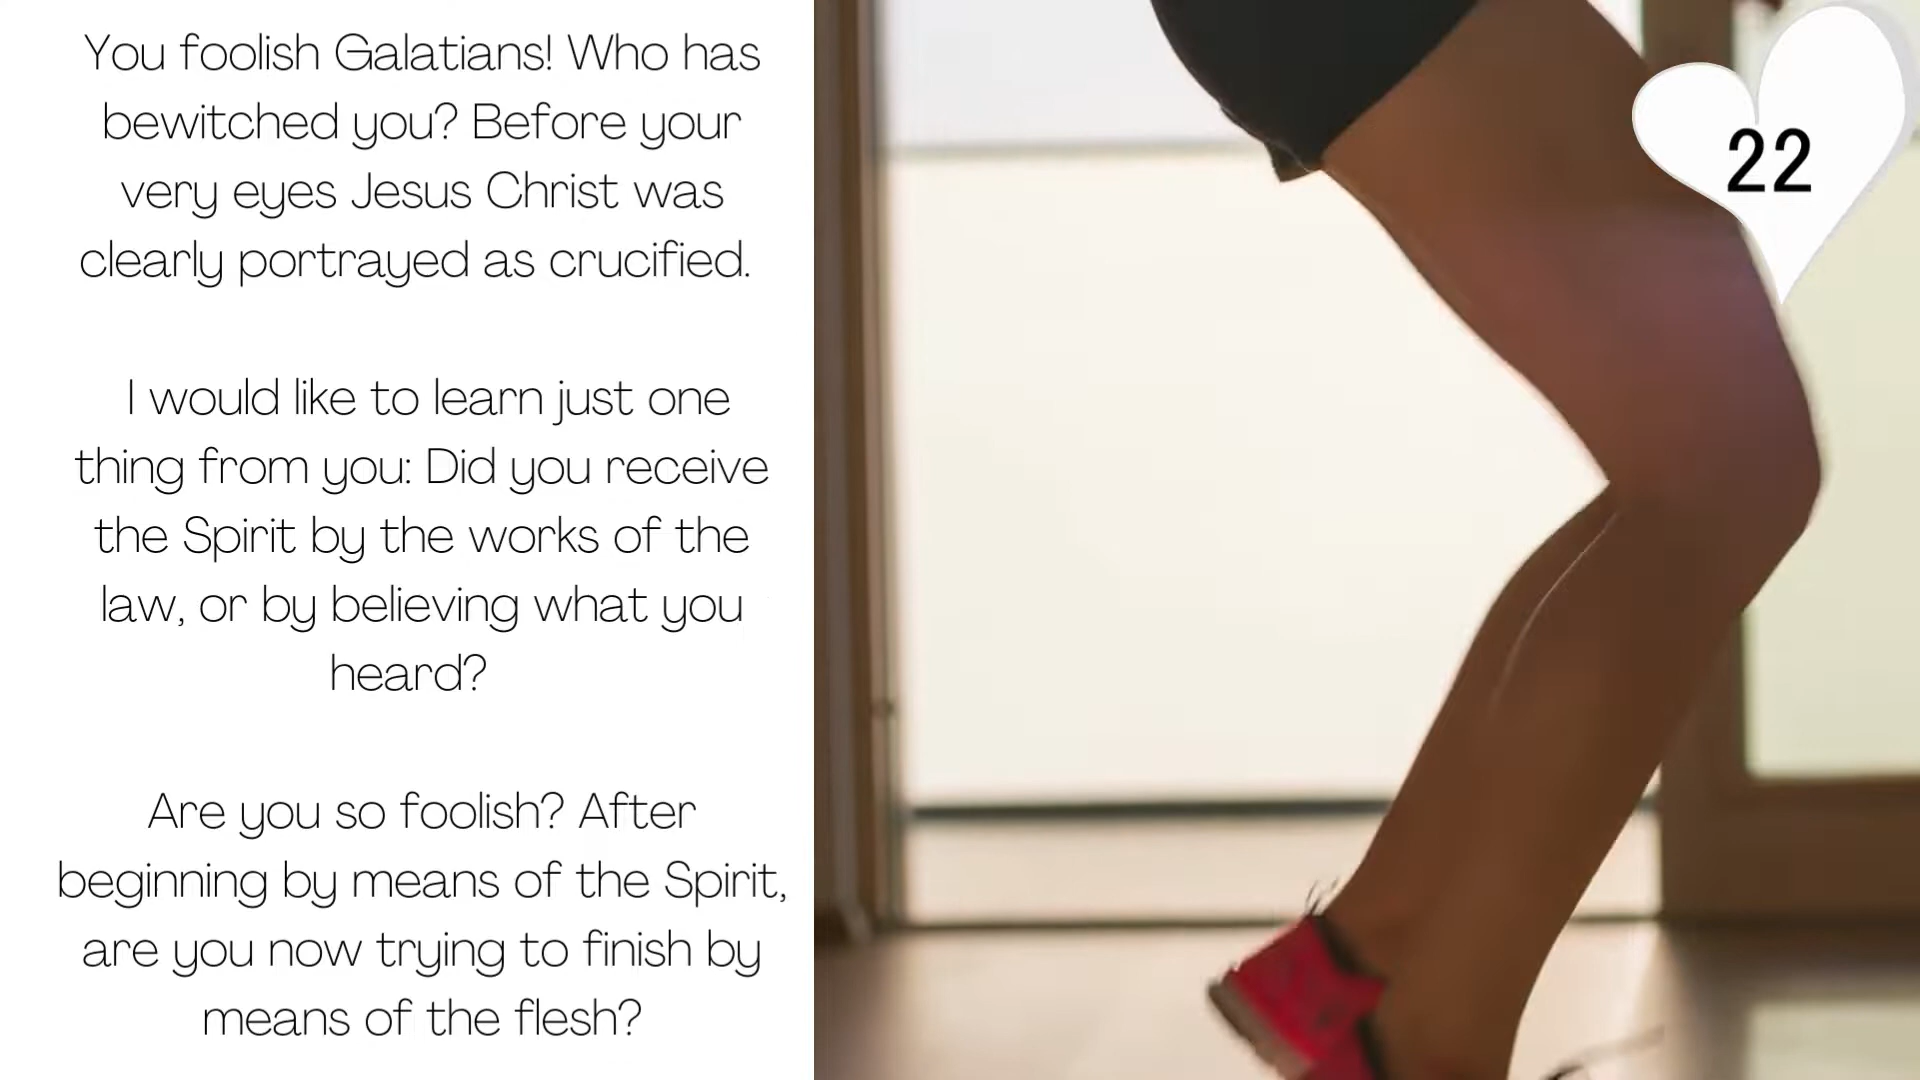 You foolish Galatians! Who has
bewitched you? Before your
very eyes Jesus Christ was
clearly portrayed as crucified.
I would like to learn just one
thing from you: Did you receive
the Spirit by the works of the
law, or by believing what you
heard?
Are you so foolish? After
beginning by means of the Spirit,
are you now trying to finish by
means of the flesh?
22